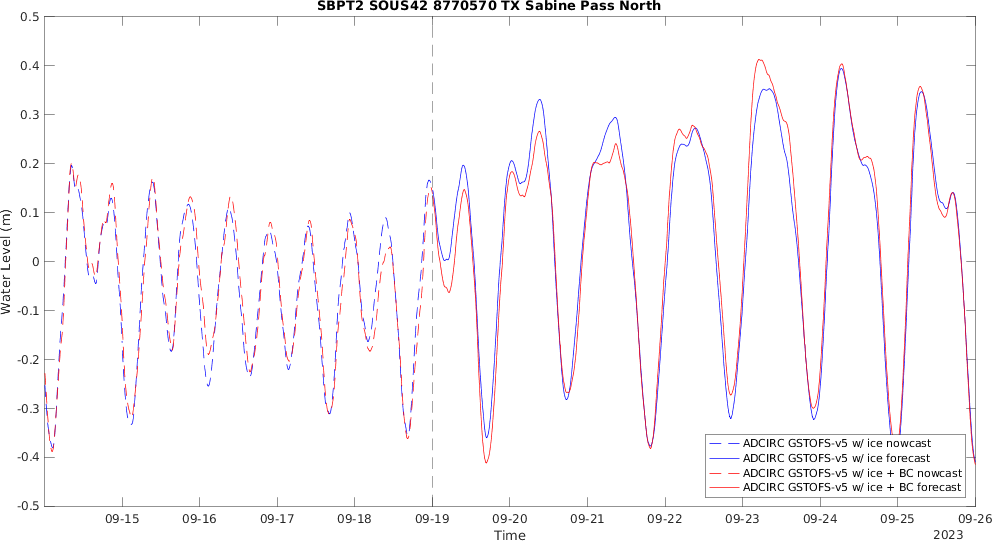 SBPT2 SOUS42 8770570 TX Sabine Pass North
0.5
0.4
0.3
0.2
0.1
0
-0.1
-0.2
-0.3
-0.4
-0.5
Water Level (m)
ADCIRC GSTOFS-v5 w/ ice nowcast
ADCIRC GSTOFS-v5 w/ ice forecast
ADCIRC GSTOFS-v5 w/ ice + BC nowcast
ADCIRC GSTOFS-v5 w/ ice + BC forecast
09-15 09-16 09-17 09-18 09-19 09-20 09-21 09-22 09-23 09-24 09-25 09-26
Time
2023